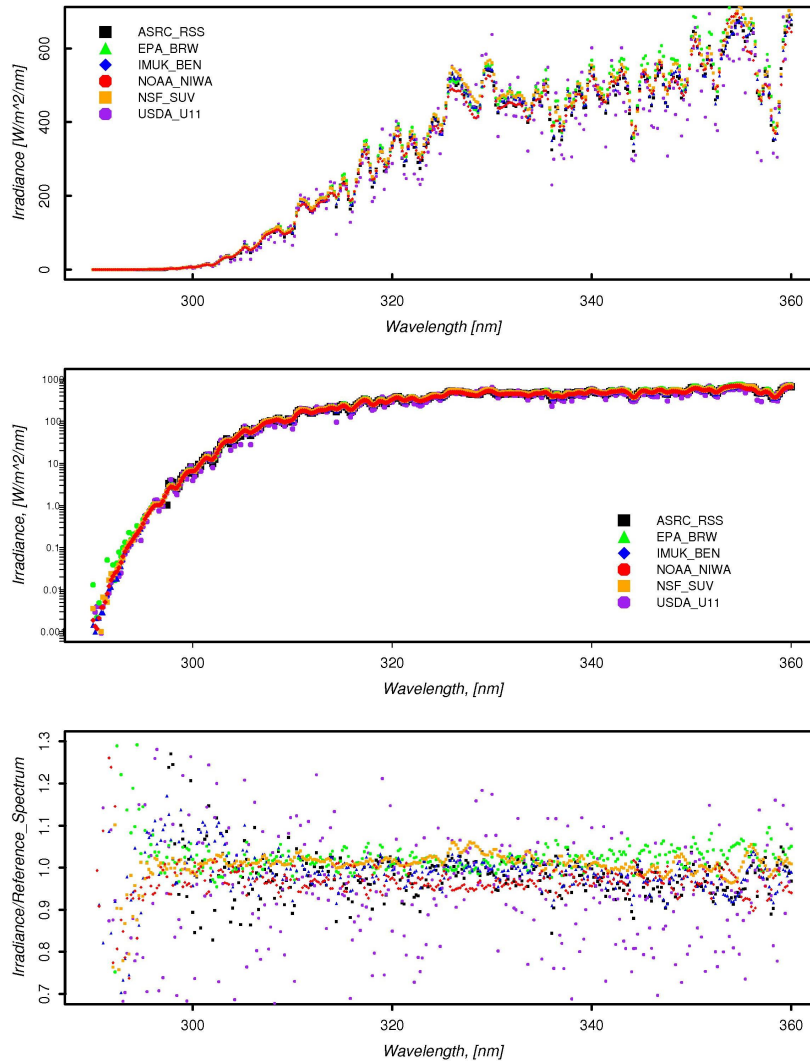 600
400
200
0
Irradiance [W/m^2/nm]
ASRC_RSS
EPA_BRW
IMUK_BEN
NOAA_NIWA
NSF_SUV
USDA_U11
300
320
340
360
Wavelength [nm]
100
1.0
0.1
0.01
Irradiance, [W/m^2/nm]
ASRC_RSS
EPA_BRW
IMUK_BEN
NOAA_NIWA
NSF_SUV
USDA_U11
300
320
340
360
Wavelength, [nm]
1.3
1.2
1.1
1.0
0.9
0.8
0.7
Irradiance/Reference_Spectrum
300
320
340
360
Wavelength, [nm]